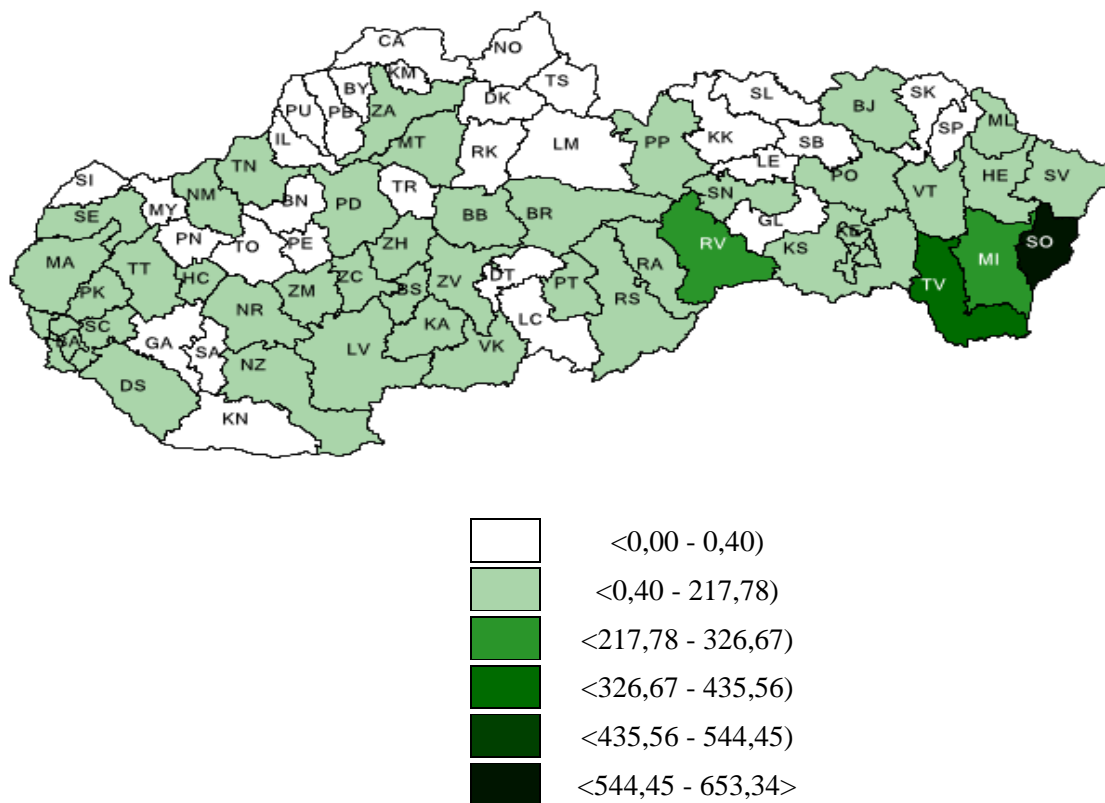 CA
NO
KM
TS
BY
PU
PB
ZA
DK
SL
SK
BJ
SP
ML
IL
MT
RK
LM
PP
KK
SB
LE
SI
TN
NM
BN
TR
SN
PO
VT
HE
SV
SE
MY
PD
BB
BR
GL
PN
TO
PE
ZH
RV
KS
KE
SO
MA
TT
HC
ZM
ZC
BS
ZV
DT
PT
RA
RS
TV
MI
PK
NR
KA
LC
SC
BA
GA
SA
LV
VK
NZ
DS
KN
<0,00 - 0,40)
<0,40 - 217,78)
<217,78 - 326,67)
<326,67 - 435,56)
<435,56 - 544,45)
<544,45 - 653,34>